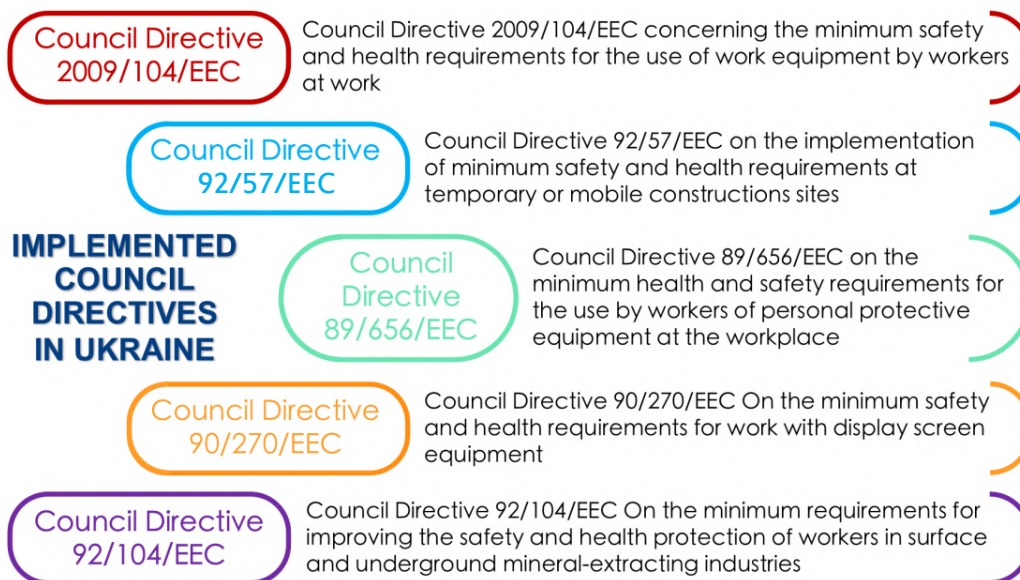 Council Directive
2009/104/EEC
Council Directive 2009/104/EEC concerning the minimum safety
and health requirements for the use of work equipment by workers
at work
Council Directive
92/57/EEC
Council Directive 92/57/EEC on the implementation
of minimum safety and health requirements at
temporary or mobile constructions sites
IMPLEMENTED
COUNCIL
DIRECTIVES
IN UKRAINE
Council
Directive
89/656/EEC
Council Directive 89/656/EEC on the
minimum health and safety requirements for
the use by workers of personal protective
equipment at the workplace
Council Directive
90/270/EEC
Council Directive 90/270/EEC On the minimum safety
and health requirements for work with display screen
equipment
Council Directive
92/104/EEC
Council Directive 92/104/EEC On the minimum requirements for
improving the safety and health protection of workers in surface
and underground mineral-extracting industries